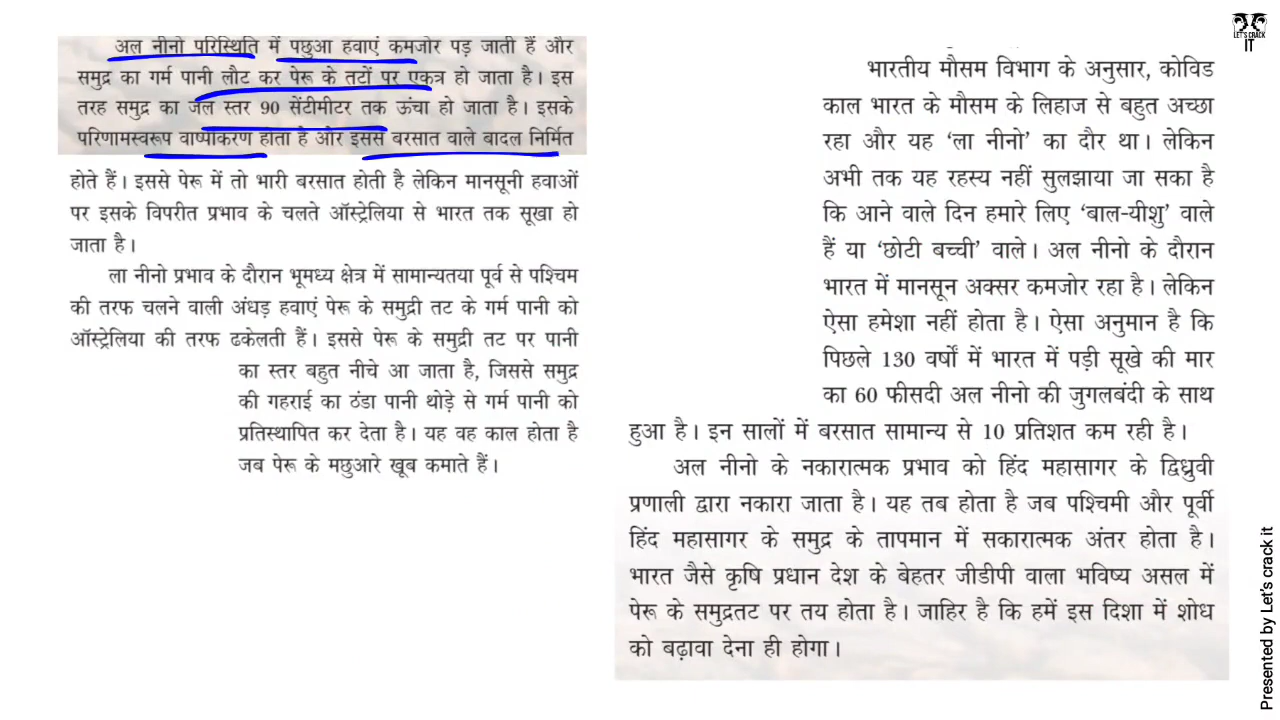 अल नीनो परिस्थिति में पछुआ हवाएं कमजोर पड़ जाती हैं और
समुद्र का गर्म पानी लौट कर पेरू के तटों पर एकत्र हो जाता है। इस
तरह समुद्र का जल स्तर 90 सेंटीमीटर तक ऊंचा हो जाता है। इसके
परिणामस्वरूप वाष्पीकरण होता है और इससे बरसात वाले बादल निर्मित
होते हैं। इससे पेरू में तो भारी बरसात होती है लेकिन मानसूनी हवाओं
पर इसके विपरीत प्रभाव के चलते ऑस्ट्रेलिया से भारत तक सूखा हो
जाता है।
ला नीनो प्रभाव के दौरान भूमध्य क्षेत्र में सामान्यतया पूर्व से पश्चिम
की तरफ चलने वाली अंधड़ हवाएं पेरू के समुद्री तट के गर्म पानी को
ऑस्ट्रेलिया की तरफ ढकेलती हैं। इससे पेरू के समुद्री तट पर पानी
का स्तर बहुत नीचे आ जाता है, जिससे समुद्र
की गहराई का ठंडा पानी थोड़े से गर्म पानी को
प्रतिस्थापित कर देता है। यह वह काल होता है
जब पेरू के मछुआरे खूब कमाते हैं।
भारतीय मौसम विभाग के अनुसार, कोविड
काल भारत के मौसम के लिहाज से बहुत अच्छा
रहा और यह ‘ला नीनो’ का दौर था। लेकिन
अभी तक यह रहस्य नहीं सुलझाया जा सका है
कि आने वाले दिन हमारे लिए ‘बाल-यीशु’ वाले
हैं या ‘छोटी बच्ची’ वाले। अल नीनो के दौरान
भारत में मानसून अक्सर कमजोर रहा है। लेकिन
ऐसा हमेशा नहीं होता है। ऐसा अनुमान है कि
पिछले 130 वर्षों में भारत में पड़ी सूखे की मार
का 60 फीसदी अल नीनो की जुगलबंदी के साथ
हुआ है। इन सालों में बरसात सामान्य से 10 प्रतिशत कम रही है।
अल नीनो के नकारात्मक प्रभाव को हिंद महासागर के द्विध्रुवी
प्रणाली द्वारा नकारा जाता है। यह तब होता है जब पश्चिमी और पूर्वी
हिंद महासागर के समुद्र के तापमान में सकारात्मक अंतर होता है।
भारत जैसे कृषि प्रधान देश के बेहतर जीडीपी वाला भविष्य असल में
पेरू के समुद्रतट पर तय होता है। जाहिर है कि हमें इस दिशा में शोध
को बढ़ावा देना ही होगा।
LET'S CRACK
IT
Presented by Let's crack it